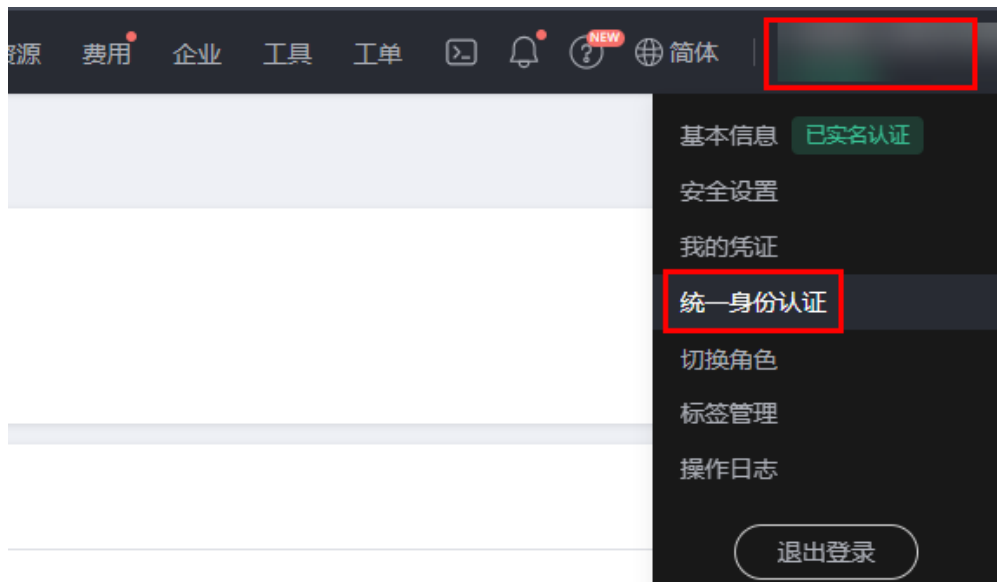 源 费用 企业 工具 工单 NEW 简体
基本信息 已实名认证
安全设置
我的凭证
统一身份认证
切换角色
标签管理
操作日志
退出登录